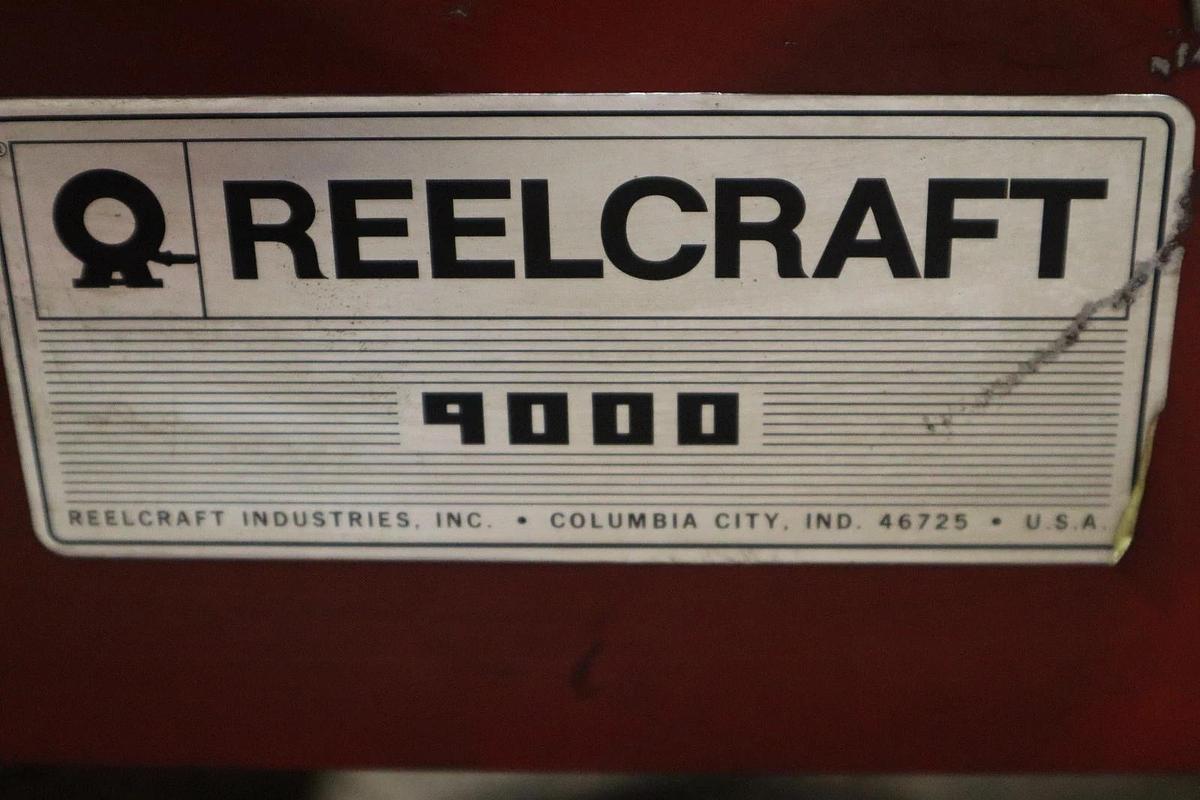 REELCRAFT
9000
REELCRAFT INDUSTRIES, INC. • COLUMBIA CITY, IND. 46725 • U.S.A.